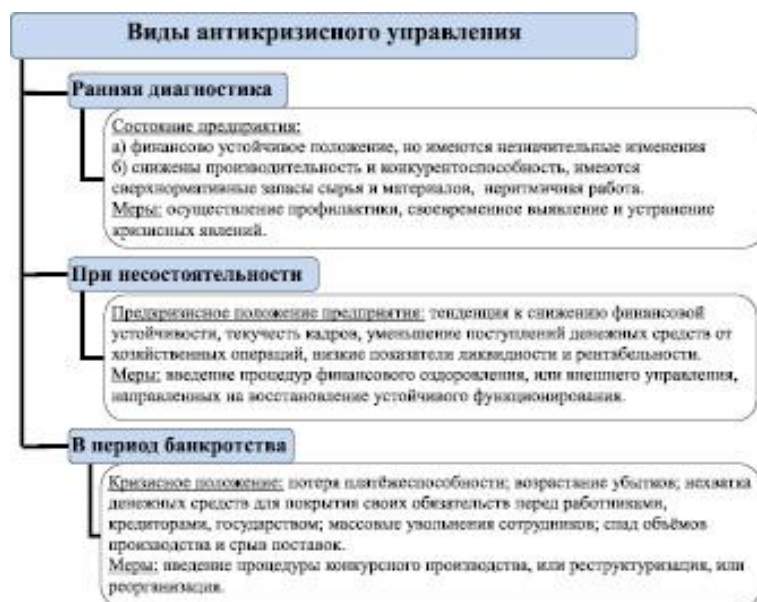 Виды антикризисного управления
Ранняя диагностика
Состояние предприятия:
а) финансово устойчивое положение, но имеются незначительные изменения
б) снижены производительность и конкурентоспособность, имеются
сверхнормативные запасы сырья и материалов, неритмичная работа.
Меры: осуществление профилактики, своевременное выявление и устранение
кризисных явлений.
При несостоятельности
Предкризисное положение предприятия: тенденция к снижению финансовой
устойчивости, текучесть кадров, уменьшение поступлений денежных средств от
хозяйственных операций, низкие показатели ликвидности и рентабельности.
Меры: введение процедур финансового оздоровления, или внешнего управления,
направленных на восстановление устойчивого функционирования.
В период банкротства
Кризисное положение: потеря платёжеспособности; возрастание убытков; нехватка
денежных средств для покрытия своих обязательств перед работниками,
кредиторами, государством; массовые увольнения сотрудников; спад объёмов
производства и срыв поставок.
Меры: введение процедуры конкурсного производства, или реструктуризация, или
реорганизация.